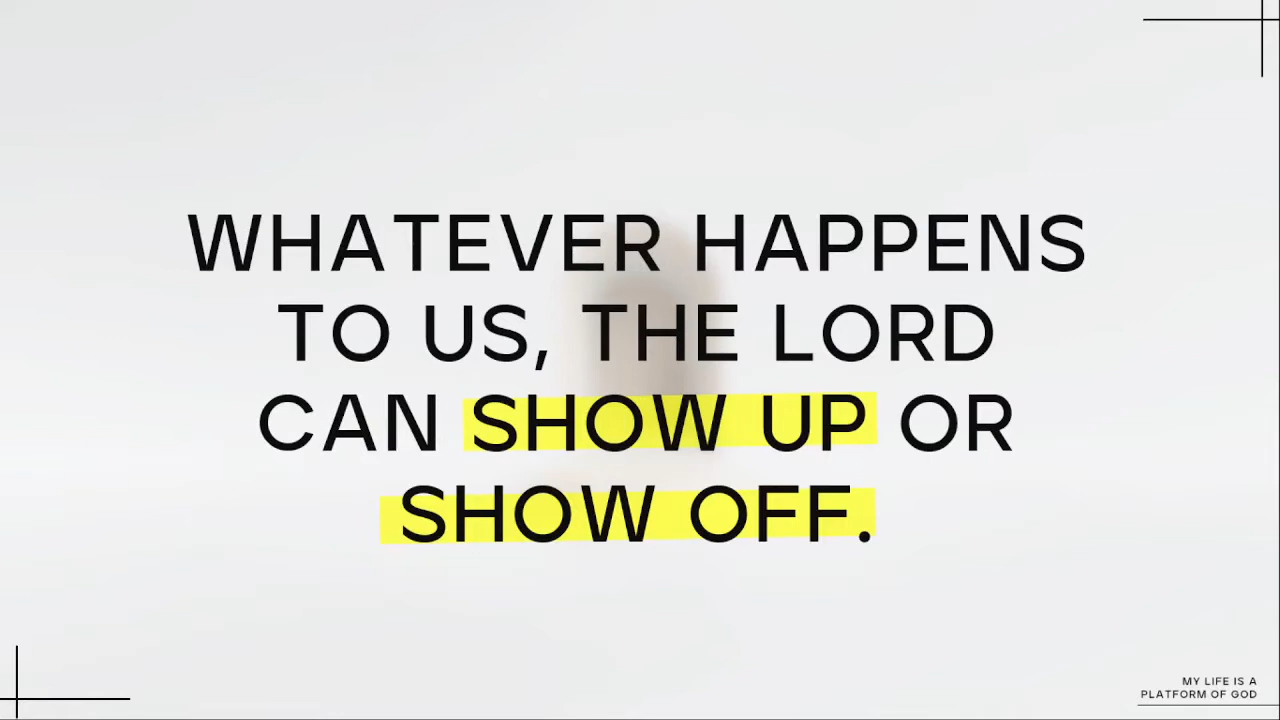 WHATEVER HAPPENS
TO US, THE LORD
CAN SHOW UP OR
SHOW OFF.
MY LIFE IS A
PLATFORM OF GOD